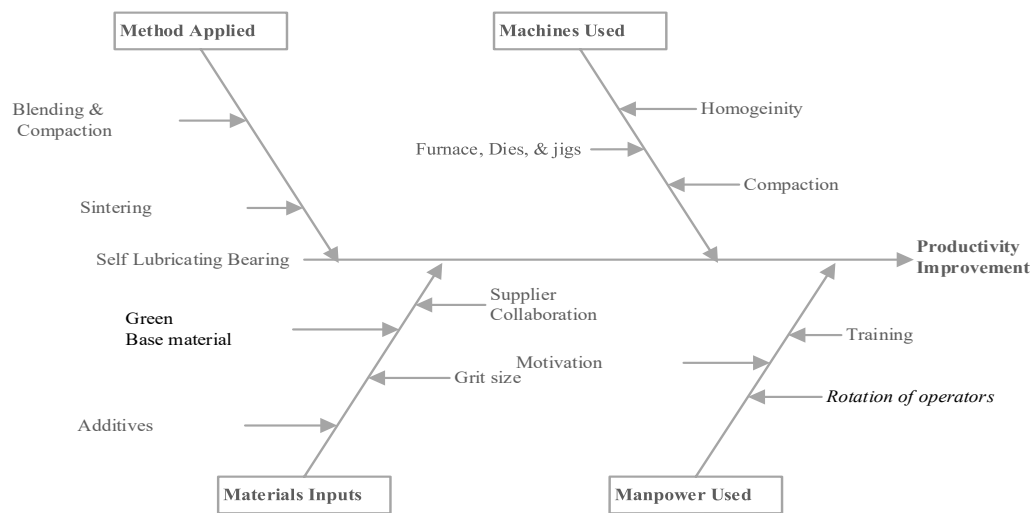 Method Applied
Machines Used
Blending &
Compaction
Homogeinity
Furnace, Dies, & jigs
Compaction
Sintering
Self Lubricating Bearing
Productivity
Improvement
Supplier
Collaboration
Green
Base material
Training
Motivation
Grit size
Rotation of operators
Additives
Materials Inputs
Manpower Used